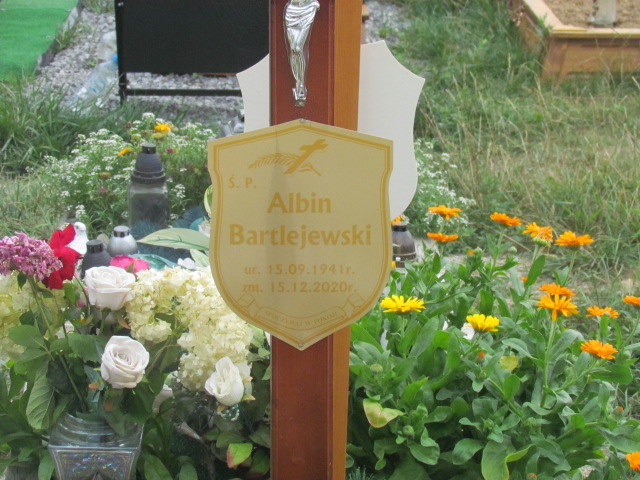 Ś. P.
Albin
Bartlejewski
ur. 15.09.1941r.
zm. 15.12.2020r.